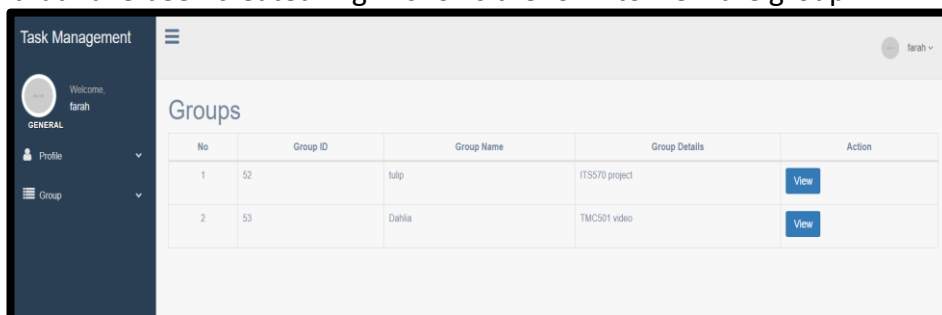 Task Management
farah
Welcome,
farah
GENERAL
Profile
Group
Groups
No Group ID Group Name Group Details Action
1 52 tulip ITS570 project View
2 53 Dahlia TMC501 video View